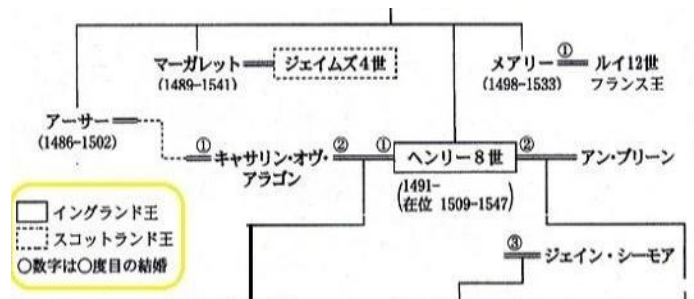 マーガレット
(1489-1541)
ジェイムズ4世
メアリー
(1498-1533)
①
ルイ12世
フランス王
アーサー
(1486-1502)
①
キャサリン・オヴ・
アラゴン
②
①
ヘンリー8世
(1491-
在位 1509-1547)
②
アン・ブリーン
イングランド王
スコットランド王
○数字は○度目の結婚
③
ジェイン・シーモア